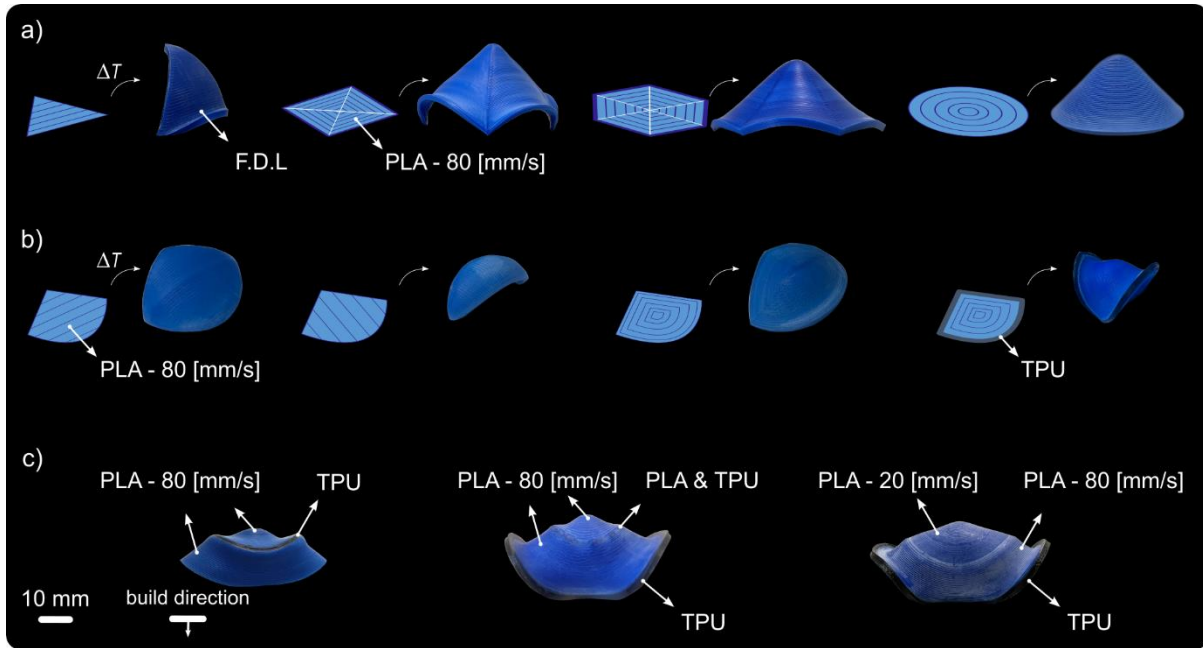 a)
ΔT
F.D.L
PLA - 80 [mm/s]
b)
ΔT
PLA - 80 [mm/s]
TPU
c)
PLA - 80 [mm/s]
TPU
PLA - 80 [mm/s]
PLA & TPU
PLA - 20 [mm/s]
PLA - 80 [mm/s]
10 mm
build direction
TPU
TPU